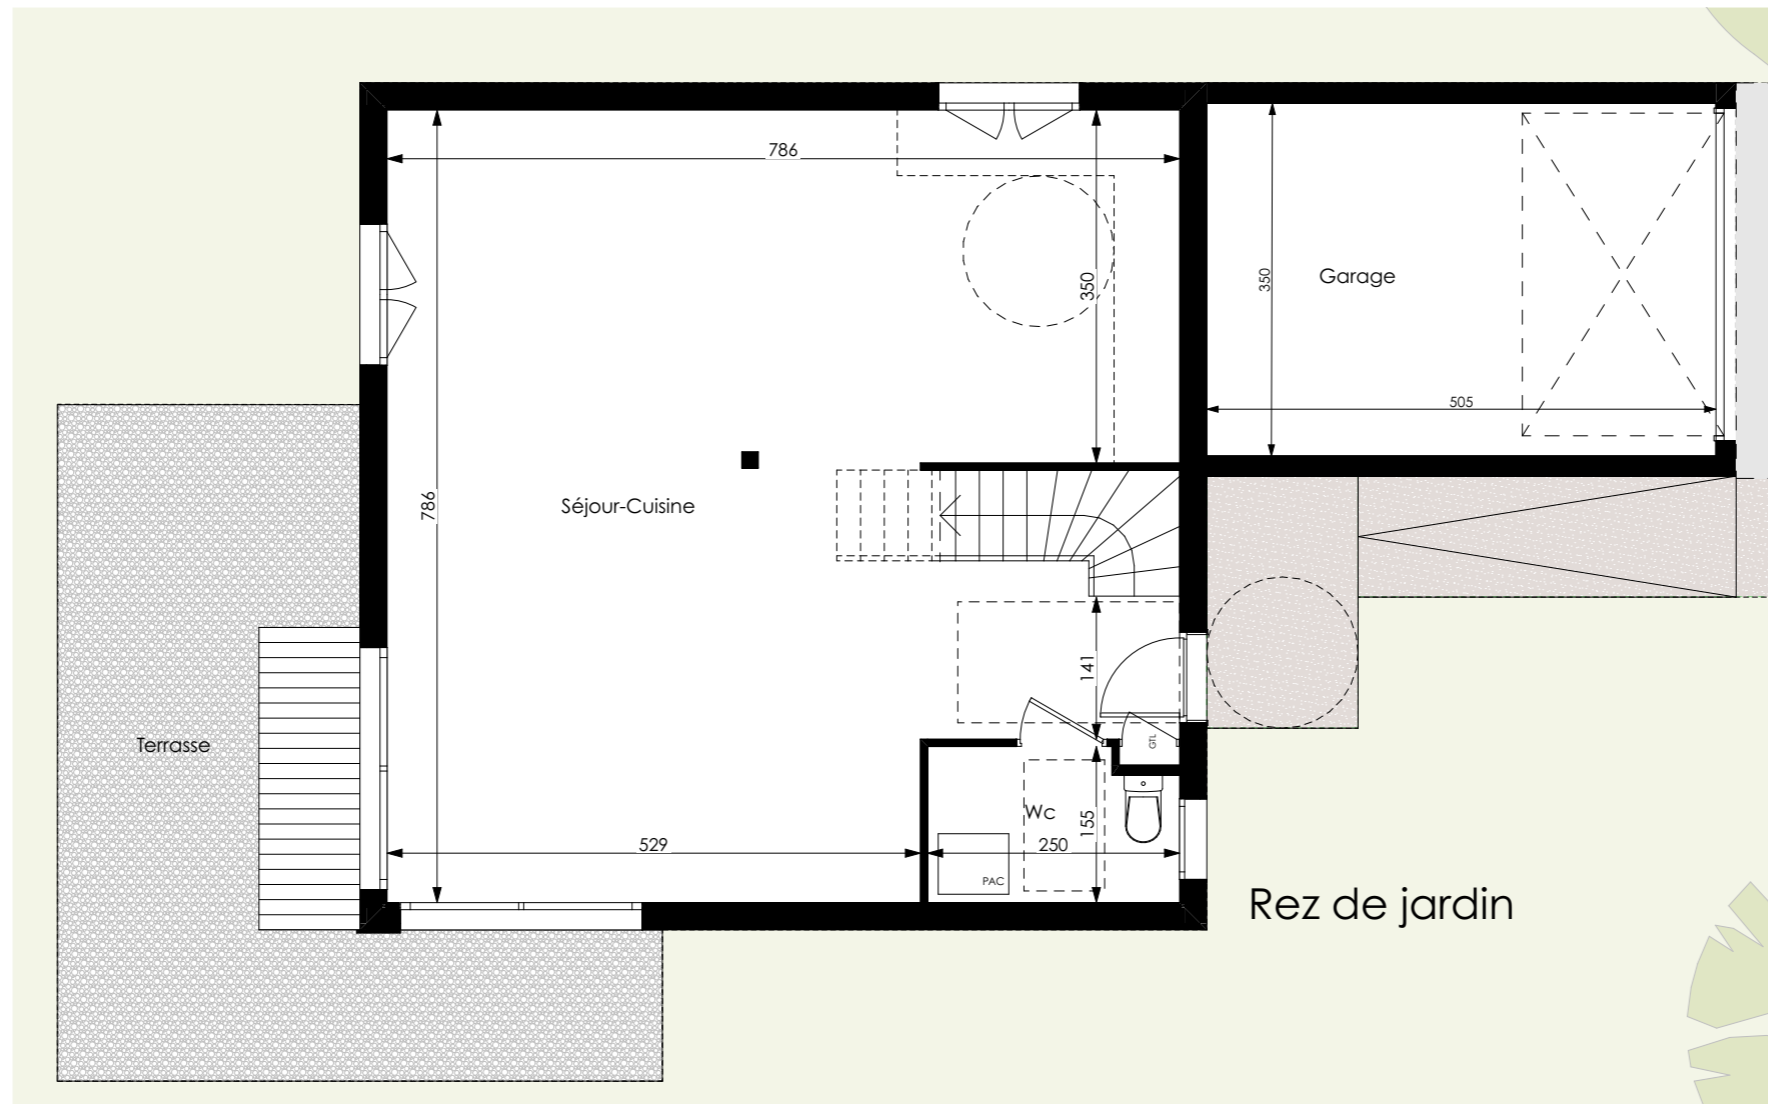 786
350
350
Garage
505
786
Séjour-Cuisine
141
Terrasse
GTL
Wc
155
529
250
PAC
Rez de jardin